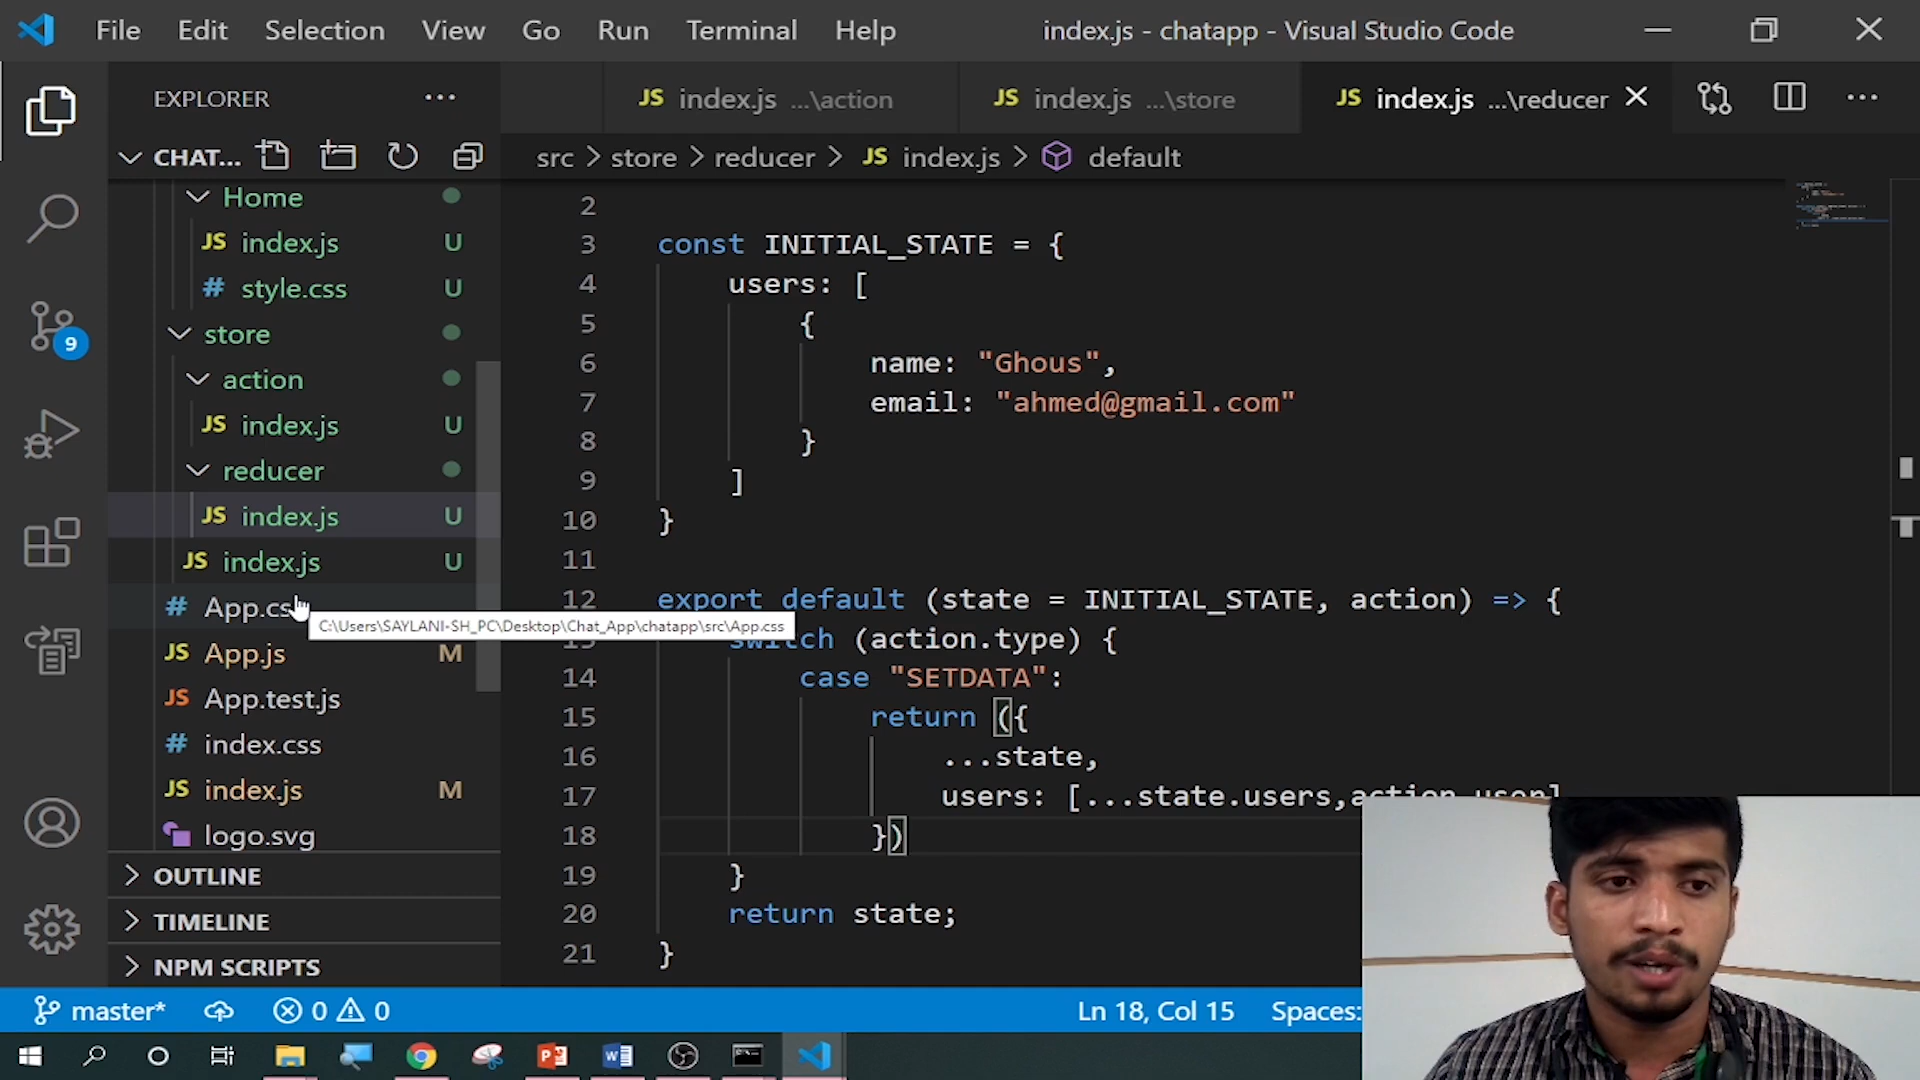 File Edit Selection View Go Run Terminal Help
index.js - chatapp - Visual Studio Code
EXPLORER
JS index.js ...\action
JS index.js ...\store
JS index.js ...\reducer
CHAT...
src > store > reducer > JS index.js > default
Home
JS index.js U
# style.css U
store
action
JS index.js U
reducer
JS index.js U
JS index.js U
# App.cs
C:\Users\SAYLANI-SH_PC\Desktop\Chat_App\chatapp\src\App.css
JS App.js M
JS App.test.js
# index.css
JS index.js M
logo.svg
OUTLINE
TIMELINE
NPM SCRIPTS
9
2
3 const INITIAL_STATE = {
4 users: [
5 {
6 name: "Ghous",
7 email: "ahmed@gmail.com"
8 }
9 ]
10 }
11
12 export default (state = INITIAL_STATE, action) => {
13 switch (action.type) {
14 case "SETDATA":
15 return ({
16 ...state,
17 users: [...state.users,action.user]
18 })
19 }
20 return state;
21 }
master* 0 0
Ln 18, Col 15 Spaces: